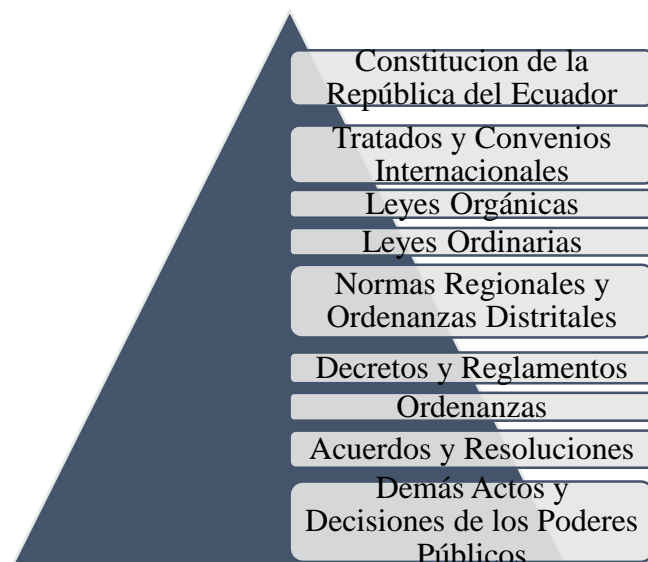 Constitucion de la
República del Ecuador
Tratados y Convenios
Internacionales
Leyes Orgánicas
Leyes Ordinarias
Normas Regionales y
Ordenanzas Distritales
Decretos y Reglamentos
Ordenanzas
Acuerdos y Resoluciones
Demás Actos y
Decisiones de los Poderes
Públicos